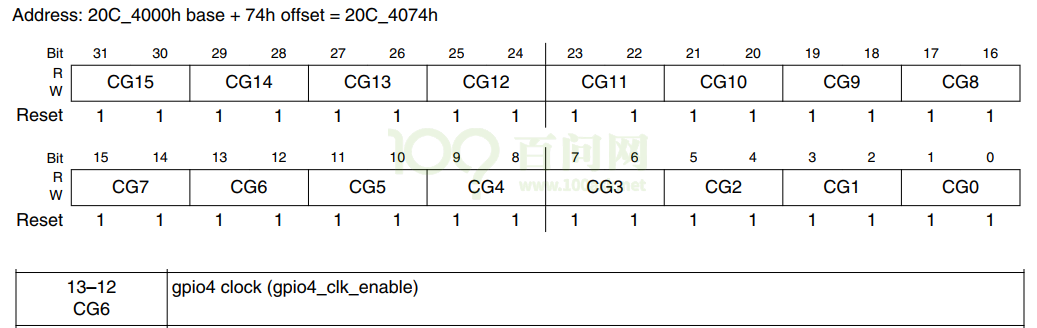 Address: 20C_4000h base + 74h offset = 20C_4074h
Bit 31 30 29 28 27 26 25 24 23 22 21 20 19 18 17 16
R
W
CG15 CG14 CG13 CG12 CG11 CG10 CG9 CG8
Reset 1 1 1 1 1 1 1 1 1 1 1 1 1 1 1 1
100 百问网
Bit 15 14 13 12 11 10 9 8 7 6 5 4 3 2 1 0
R
W
CG7 CG6 CG5 CG4 CG3 CG2 CG1 CG0
Reset 1 1 1 1 1 1 1 1 1 1 1 1 1 1 1 1
13–12
CG6
gpio4 clock (gpio4_clk_enable)